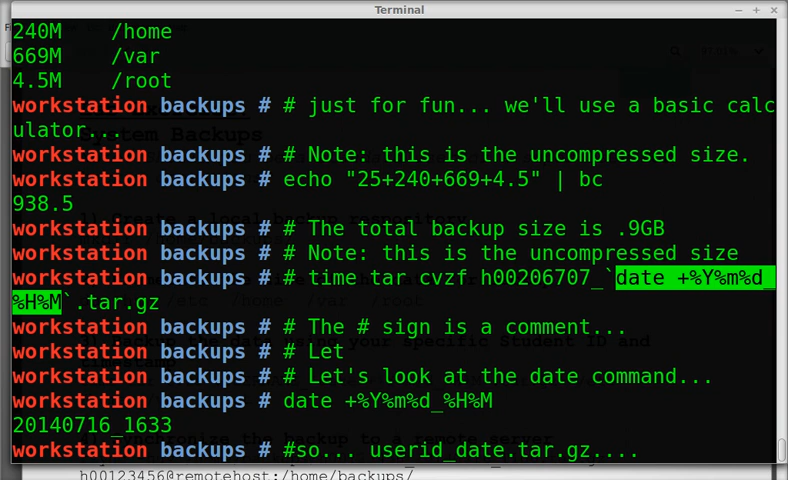 Terminal
240M    /home
669M    /var
4.5M    /root
workstation backups # # just for fun... we'll use a basic calc
ulator...
System Backups
workstation backups # # Note: this is the uncompressed size.
workstation backups # echo "25+240+669+4.5" | bc
938.5
workstation backups # # The total backup size is .9GB
workstation backups # # Note: this is the uncompressed size
workstation backups # # time tar cvzf h00206707_`date +%Y%m%d_
%H%M`.tar.gz
workstation backups # # The # sign is a comment...
workstation backups # # Let
workstation backups # # Let's look at the date command...
workstation backups # date +%Y%m%d_%H%M
20140716_1633
workstation backups # #so... userid_date.tar.gz....
h00123456@remotehost:/home/backups/